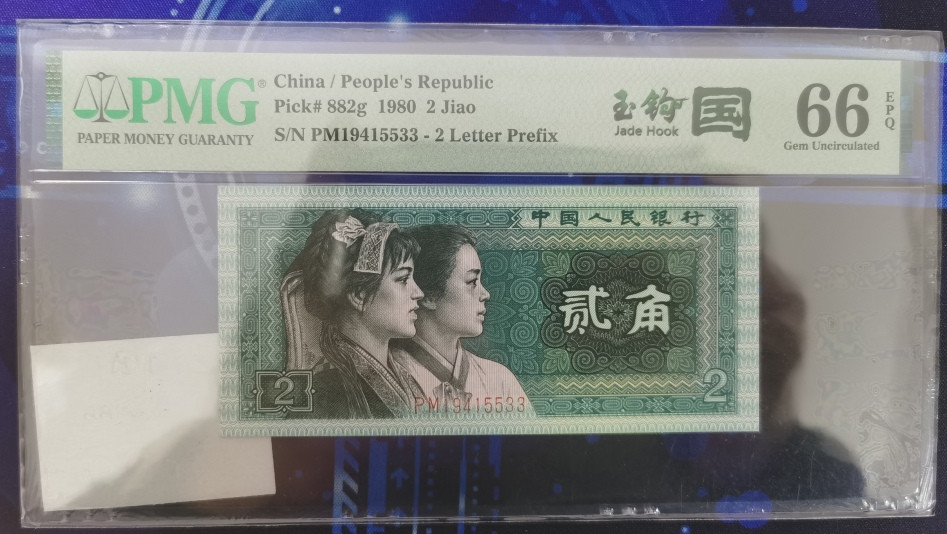 PMG®
PAPER MONEY GUARANTY
China / People's Republic
Pick# 882g 1980 2 Jiao
S/N PM19415533 - 2 Letter Prefix
玉钩国
Jade Hook
66 EPQ
Gem Uncirculated
中国人民银行
贰角
2
2
PM19415533